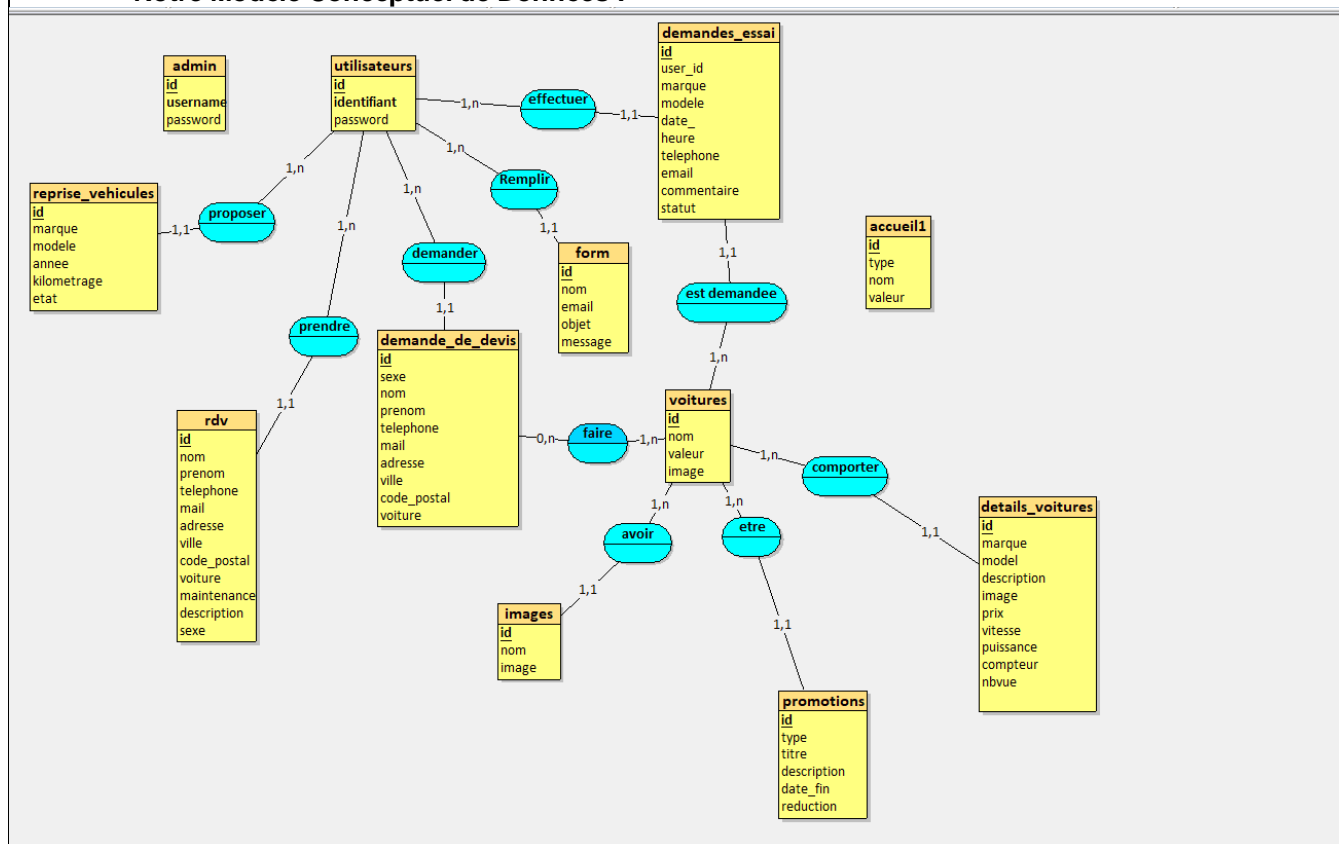 Notre Modèle Conceptuel de Données :
demandes_essai
id
user_id
marque
modele
date_
heure
telephone
email
commentaire
statut
admin
id
username
password
utilisateurs
id
identifiant
password
1,n
effectuer
1,1
1,n
Remplir
1,1
1,n
proposer
1,1
reprise_vehicules
id
marque
modele
annee
kilometrage
etat
1,n
prendre
1,1
1,n
demander
1,1
form
id
nom
email
objet
message
1,1
est demandee
1,n
accueil1
id
type
nom
valeur
demande_de_devis
id
sexe
nom
prenom
telephone
mail
adresse
ville
code_postal
voiture
0,n
faire
1,n
voitures
id
nom
valeur
image
rdv
id
nom
prenom
telephone
mail
adresse
ville
code_postal
voiture
maintenance
description
sexe
1,n
comporter
1,1
details_voitures
id
marque
model
description
image
prix
vitesse
puissance
compteur
nbvue
1,n
avoir
1,1
images
id
nom
image
1,n
etre
1,1
promotions
id
type
titre
description
date_fin
reduction